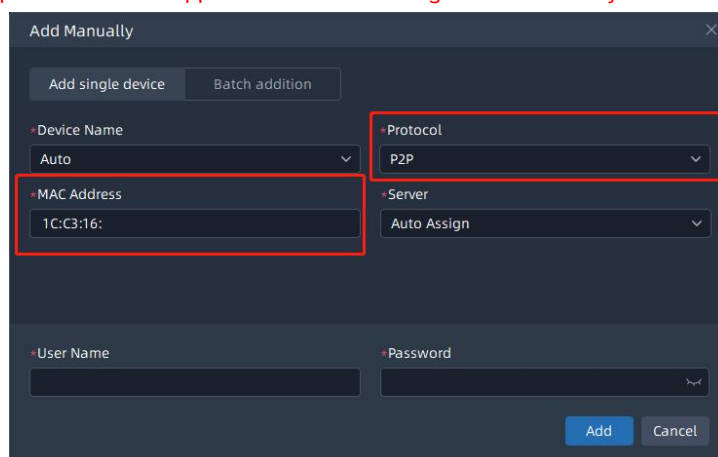 Add Manually
Add single device Batch addition
*Device Name *Protocol
Auto P2P
*MAC Address *Server
1C:C3:16: Auto Assign
*User Name *Password
Add Cancel